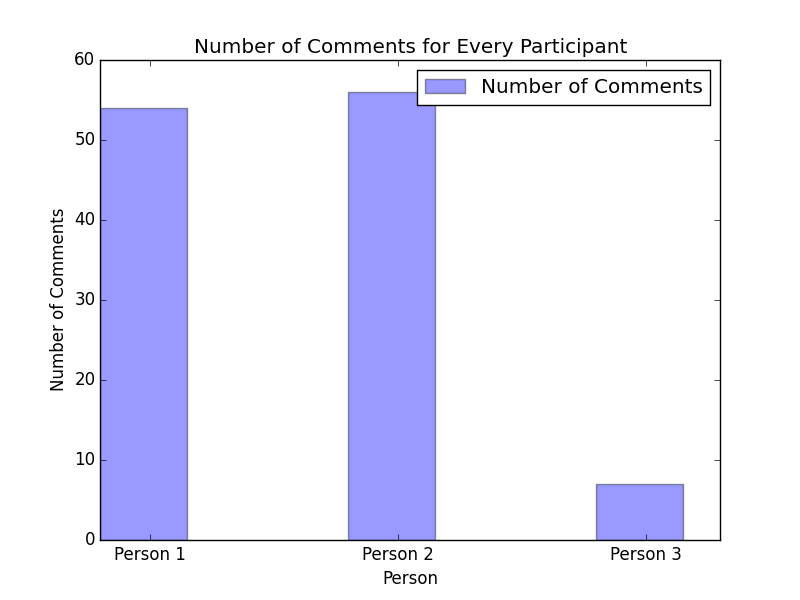 Number of Comments for Every Participant
Number of Comments
60
50
40
30
20
10
0
Number of Comments
Person 1
Person 2
Person 3
Person